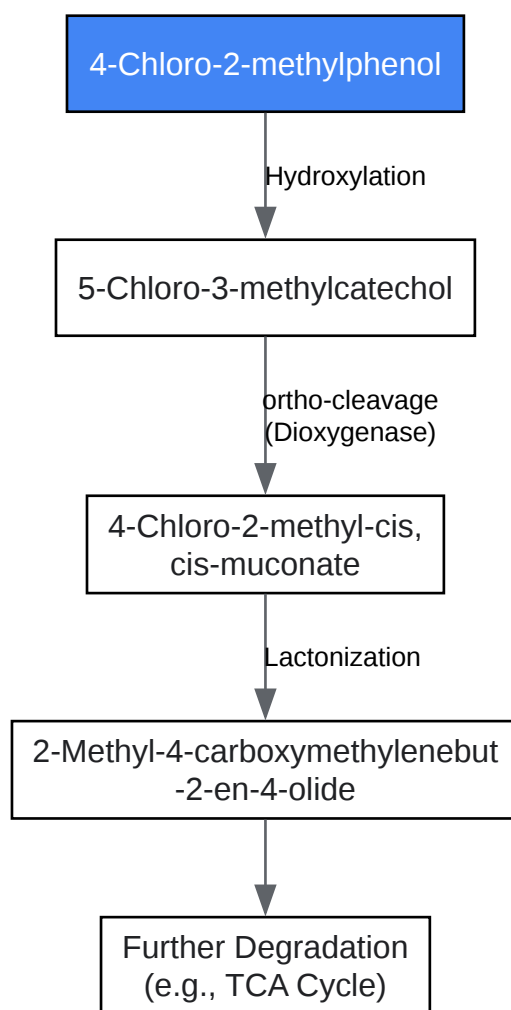 4-Chloro-2-methylphenol
Hydroxylation
5-Chloro-3-methylcatechol
ortho-cleavage
(Dioxygenase)
4-Chloro-2-methyl-cis,
cis-muconate
Lactonization
2-Methyl-4-carboxymethylenebut
-2-en-4-olide
Further Degradation
(e.g., TCA Cycle)